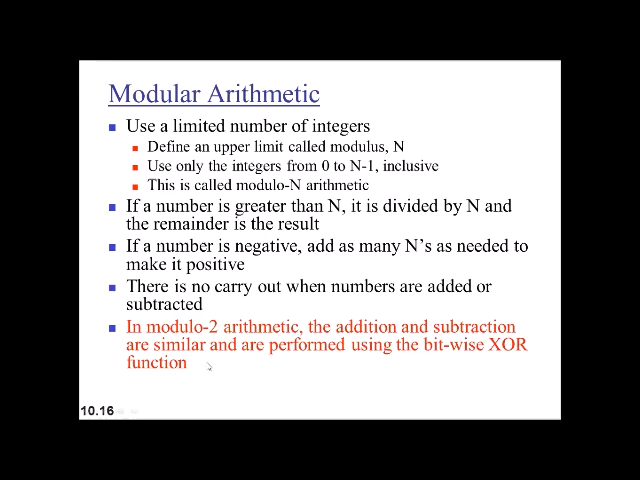 Modular Arithmetic
Use a limited number of integers
Define an upper limit called modulus, N
Use only the integers from 0 to N-1, inclusive
This is called modulo-N arithmetic
If a number is greater than N, it is divided by N and
the remainder is the result
If a number is negative, add as many N's as needed to
make it positive
There is no carry out when numbers are added or
subtracted
In modulo-2 arithmetic, the addition and subtraction
are similar and are performed using the bit-wise XOR
function
10.16